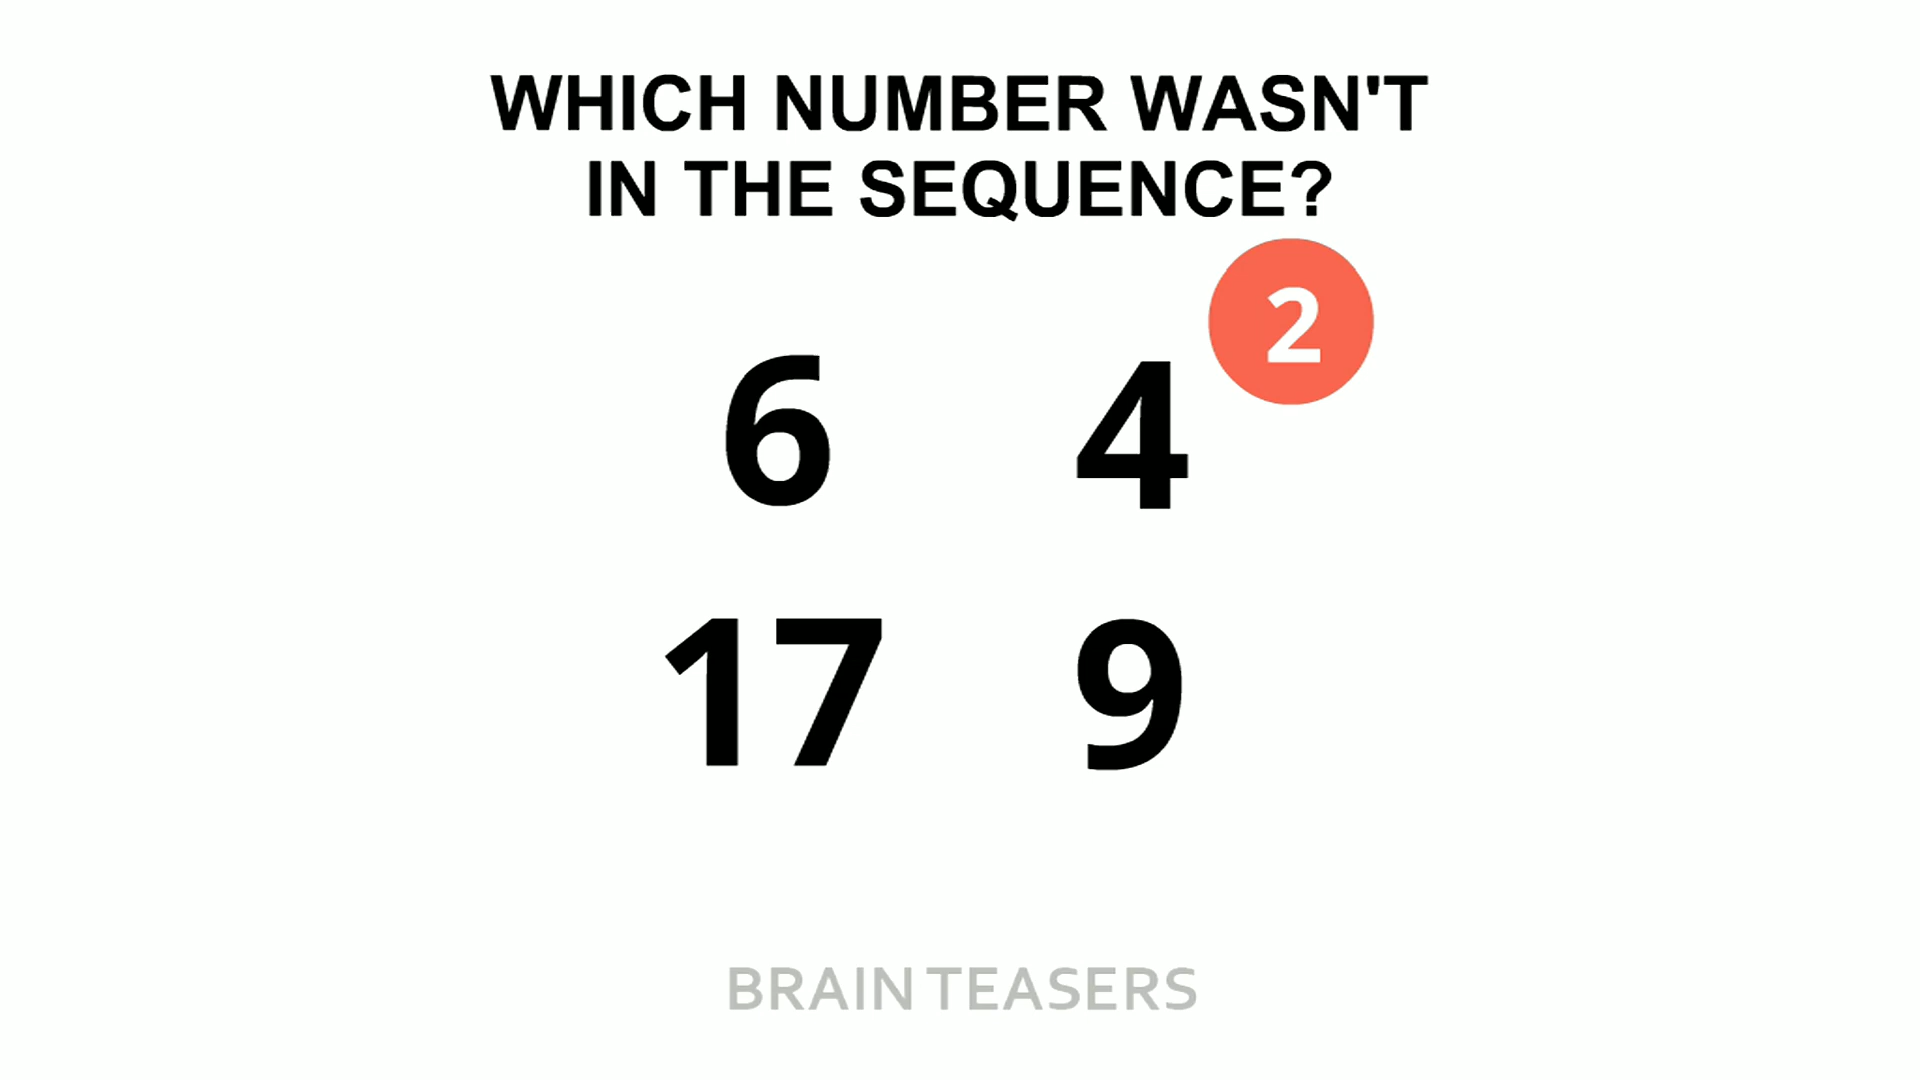 WHICH NUMBER WASN'T
IN THE SEQUENCE?
2
6 4
17 9
BRAIN TEASERS